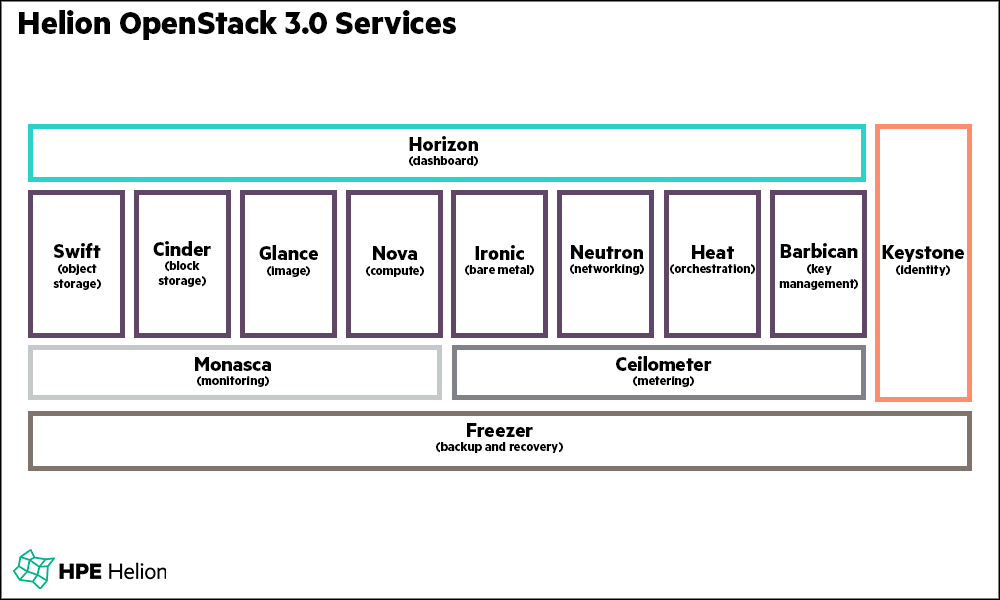 Helion OpenStack 3.0 Services
Horizon
(dashboard)
Swift
(object
storage)
Cinder
(block
storage)
Glance
(image)
Nova
(compute)
Ironic
(bare metal)
Neutron
(networking)
Heat
(orchestration)
Barbican
(key
management)
Keystone
(identity)
Monasca
(monitoring)
Ceilometer
(metering)
Freezer
(backup and recovery)
HPE Helion